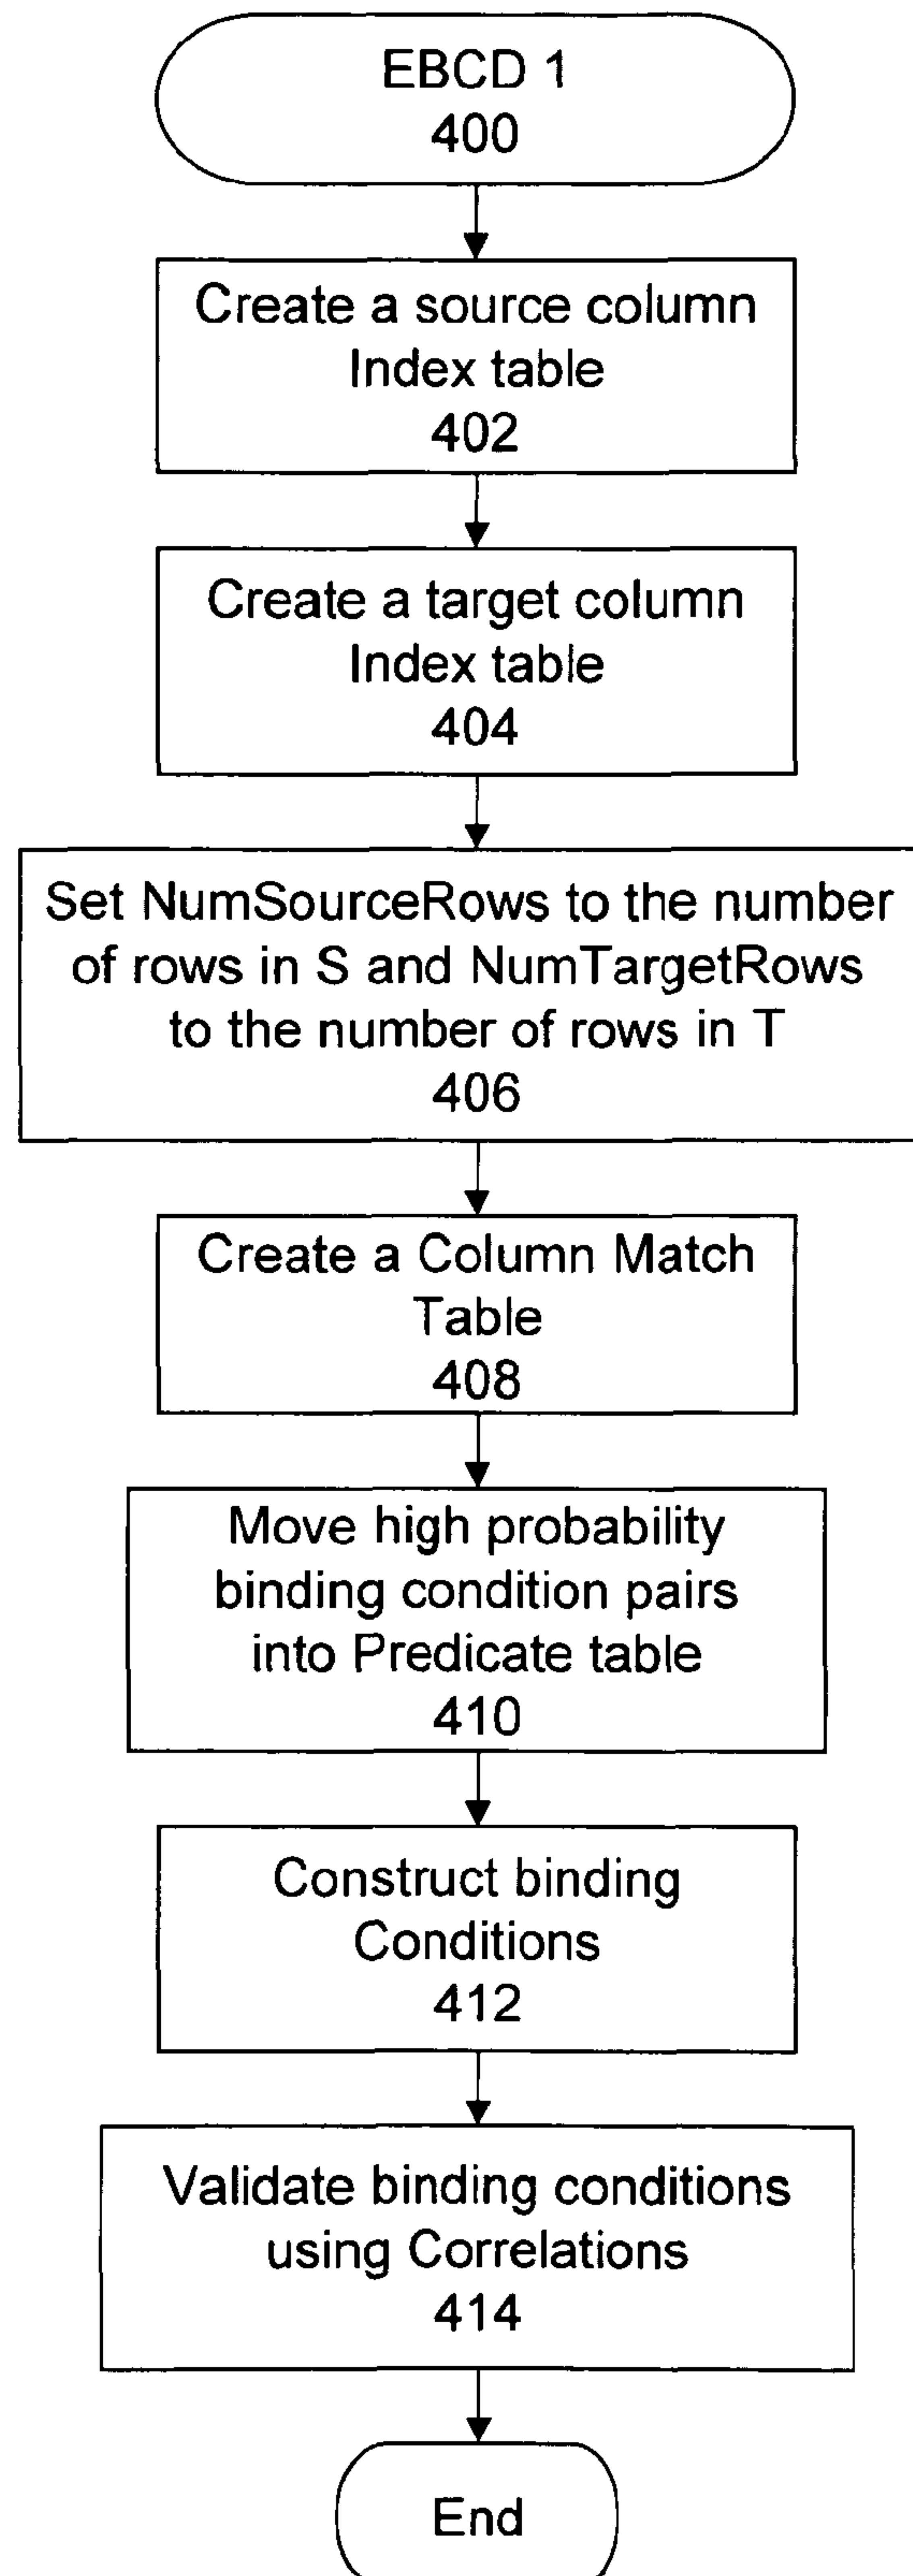 EBCD 1
400
Create a source column
Index table
402
Create a target column
Index table
404
Set NumSourceRows to the number
of rows in S and NumTargetRows
to the number of rows in T
406
Create a Column Match
Table
408
Move high probability
binding condition pairs
into Predicate table
410
Construct binding
Conditions
412
Validate binding conditions
using Correlations
414
End